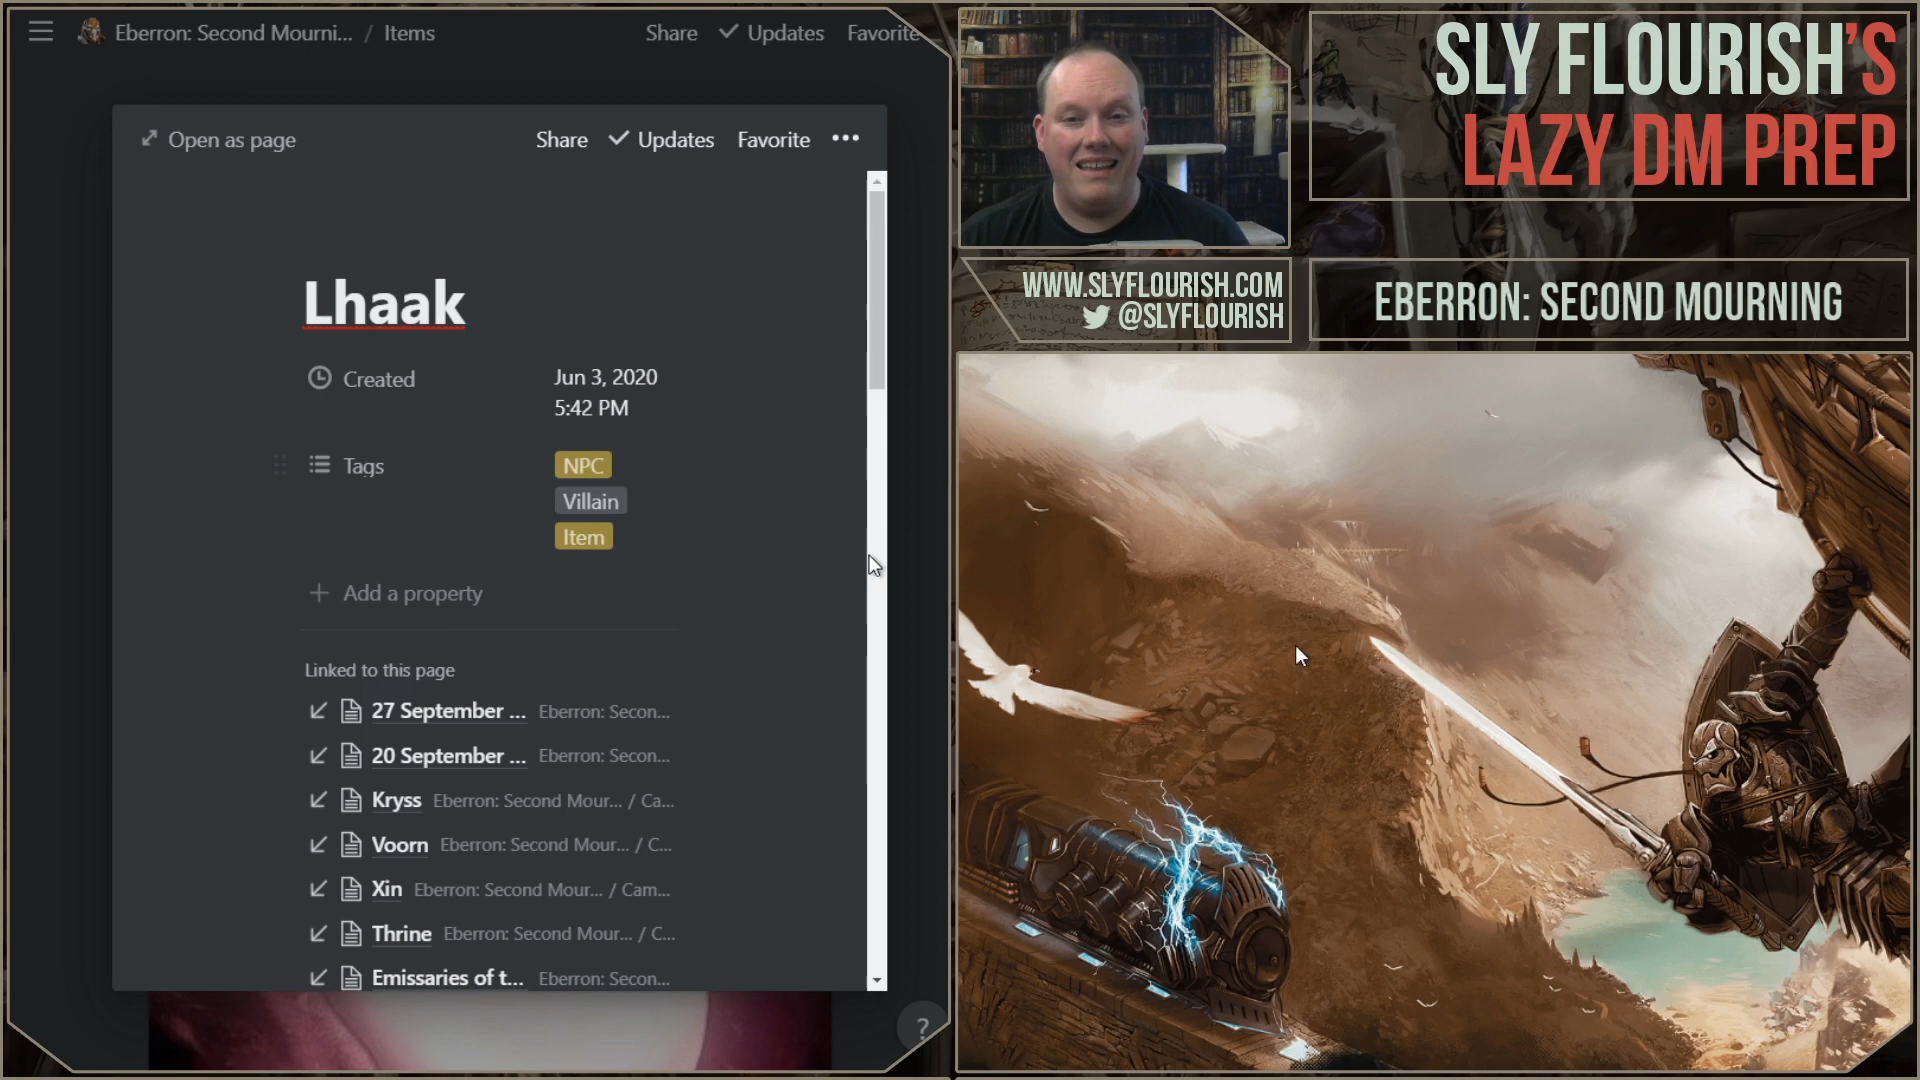 Eberron: Second Mourni... / Items
Share Updates Favorite
Open as page
Share Updates Favorite •••
Lhaak
Created
Jun 3, 2020
5:42 PM
Tags
NPC
Villain
Item
Add a property
Linked to this page
27 September ... Eberron: Secon...
20 September ... Eberron: Secon...
Kryss Eberron: Second Mour... / Ca...
Voorn Eberron: Second Mour... / C...
Xin Eberron: Second Mour... / Cam...
Thrine Eberron: Second Mour... / C...
Emissaries of t... Eberron: Secon...
?
WWW.SLYFLOURISH.COM
@SLYFLOURISH
SLY FLOURISH'S
LAZY DM PREP
EBERRON: SECOND MOURNING